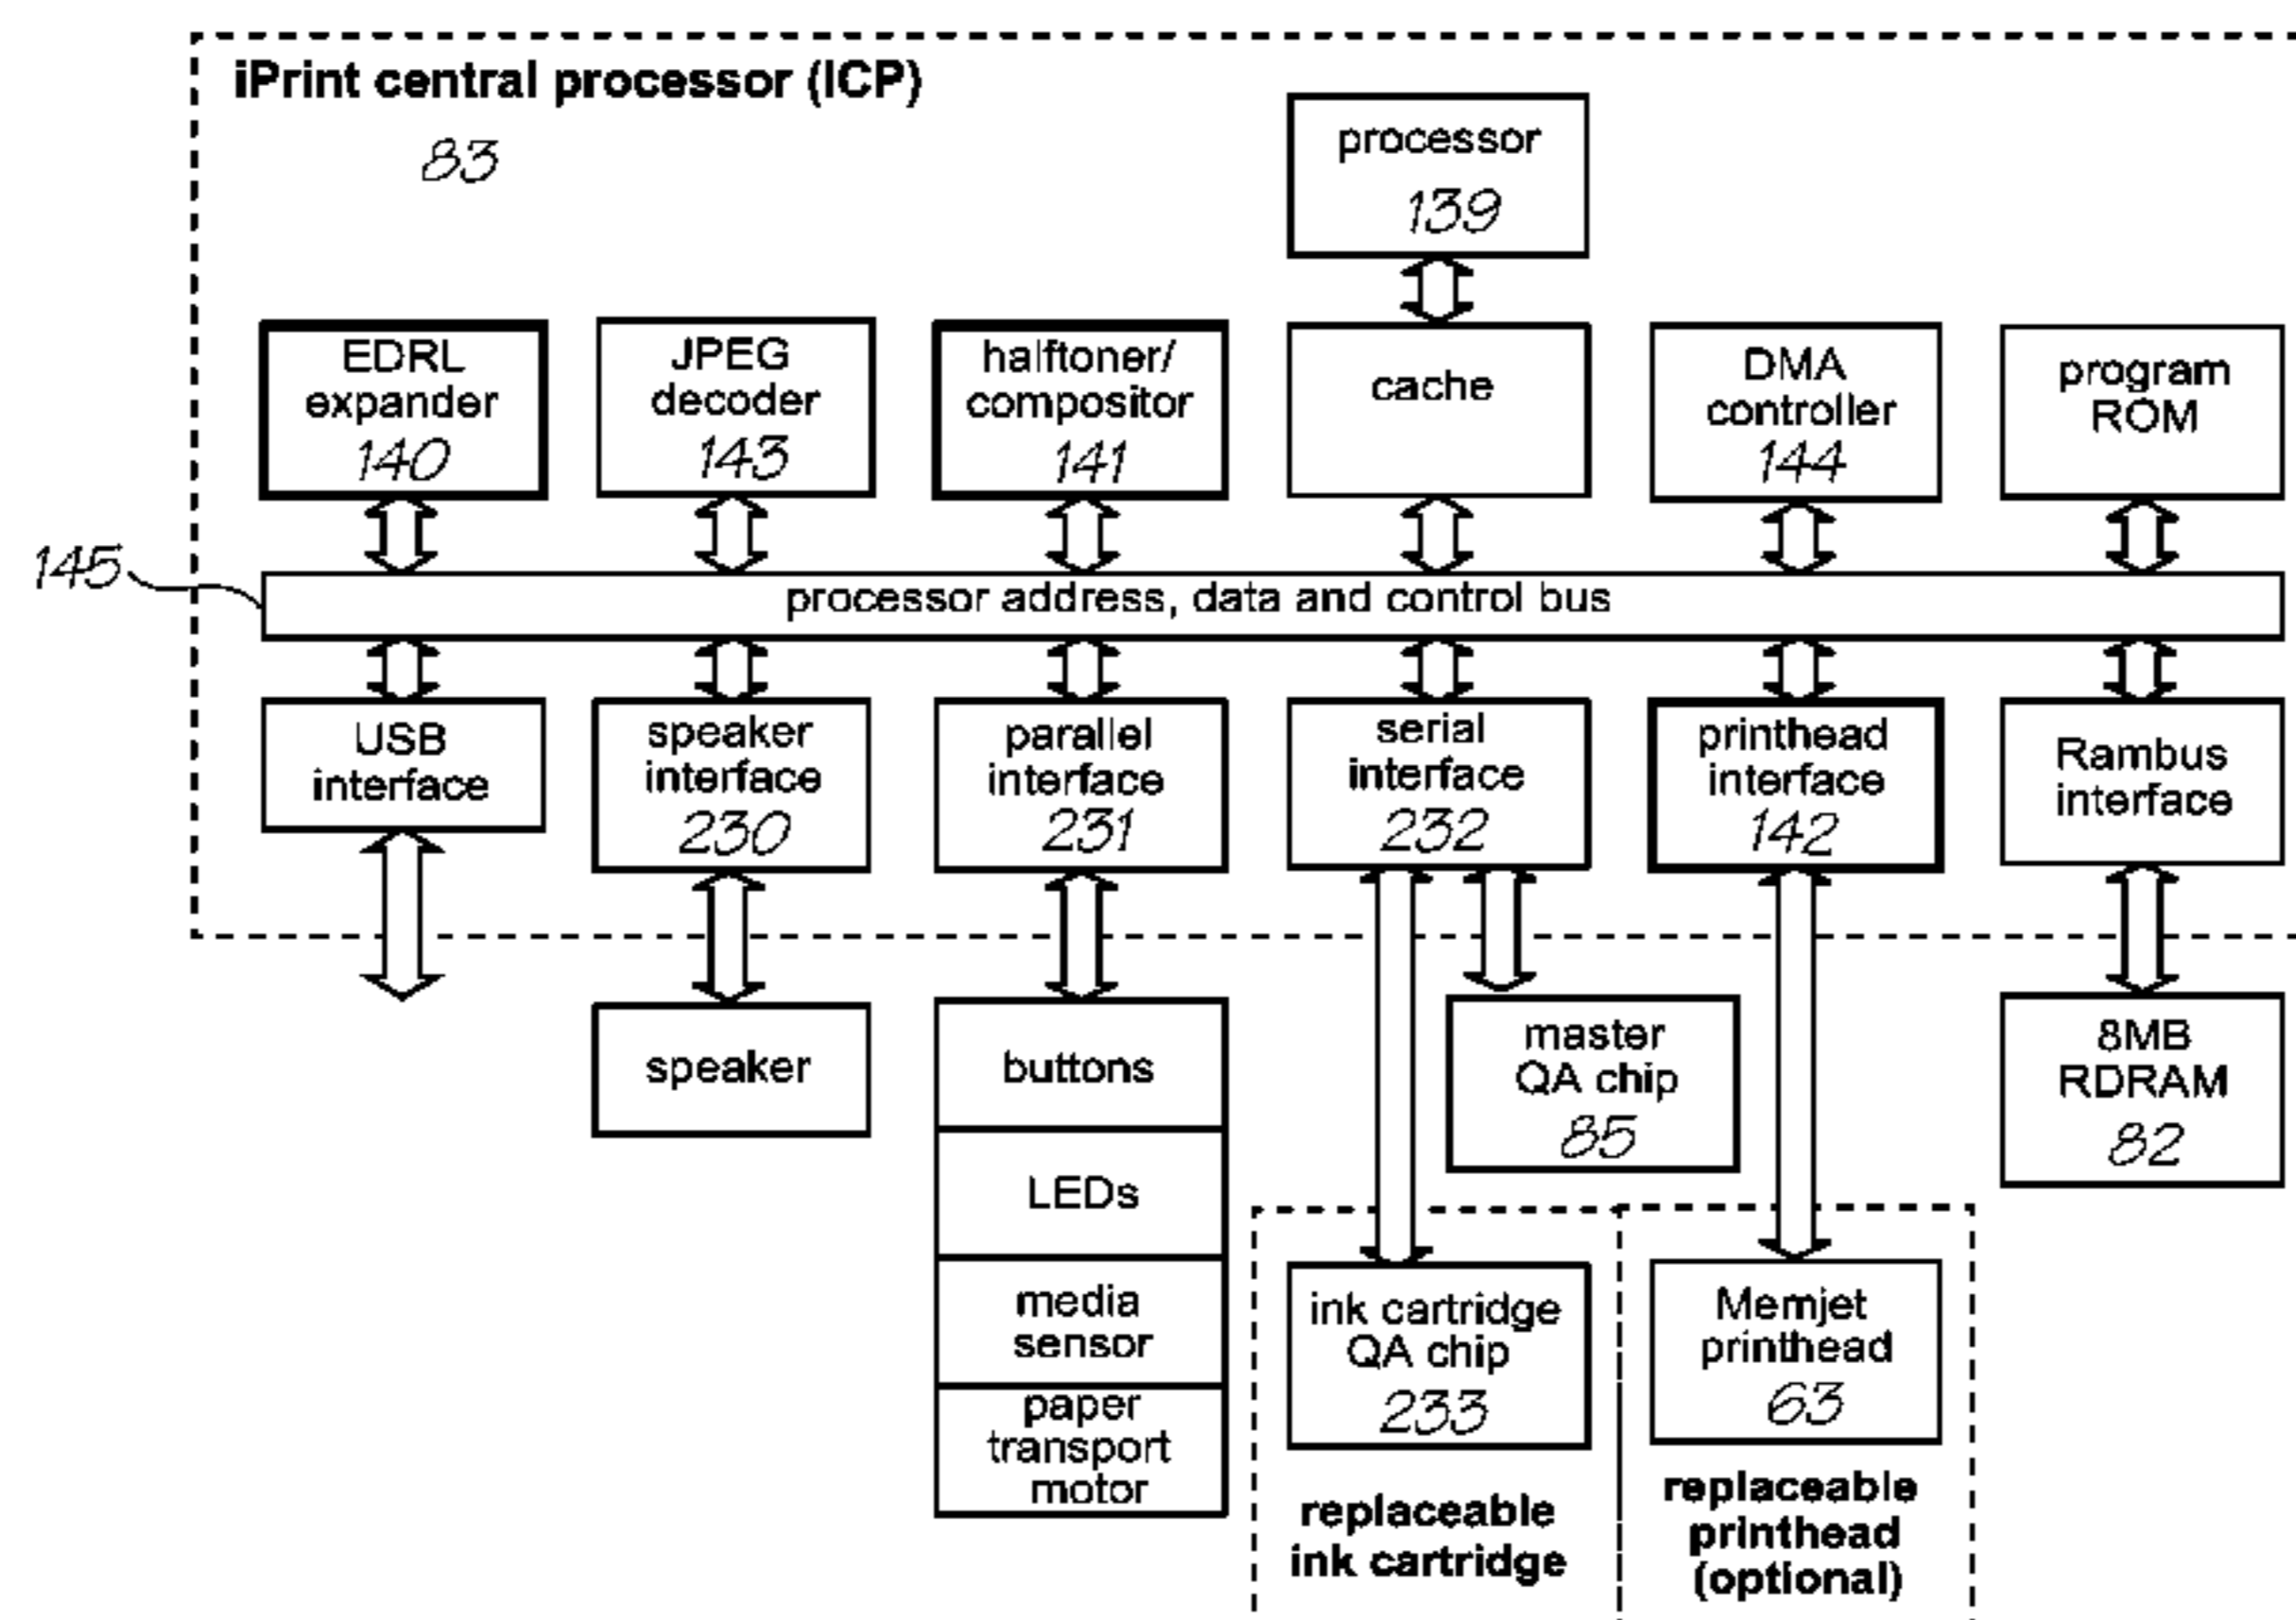 iPrint central processor (ICP)
83
processor
139
EDRL
expander
140
JPEG
decoder
143
halftoner/
compositor
141
cache
DMA
controller
144
program
ROM
145
processor address, data and control bus
USB
interface
speaker
interface
230
parallel
interface
231
serial
interface
232
printhead
interface
142
Rambus
interface
speaker
buttons
LEDs
media
sensor
paper
transport
motor
master
QA chip
85
8MB
RDRAM
82
ink cartridge
QA chip
233
replaceable
ink cartridge
Memjet
printhead
63
replaceable
printhead
(optional)